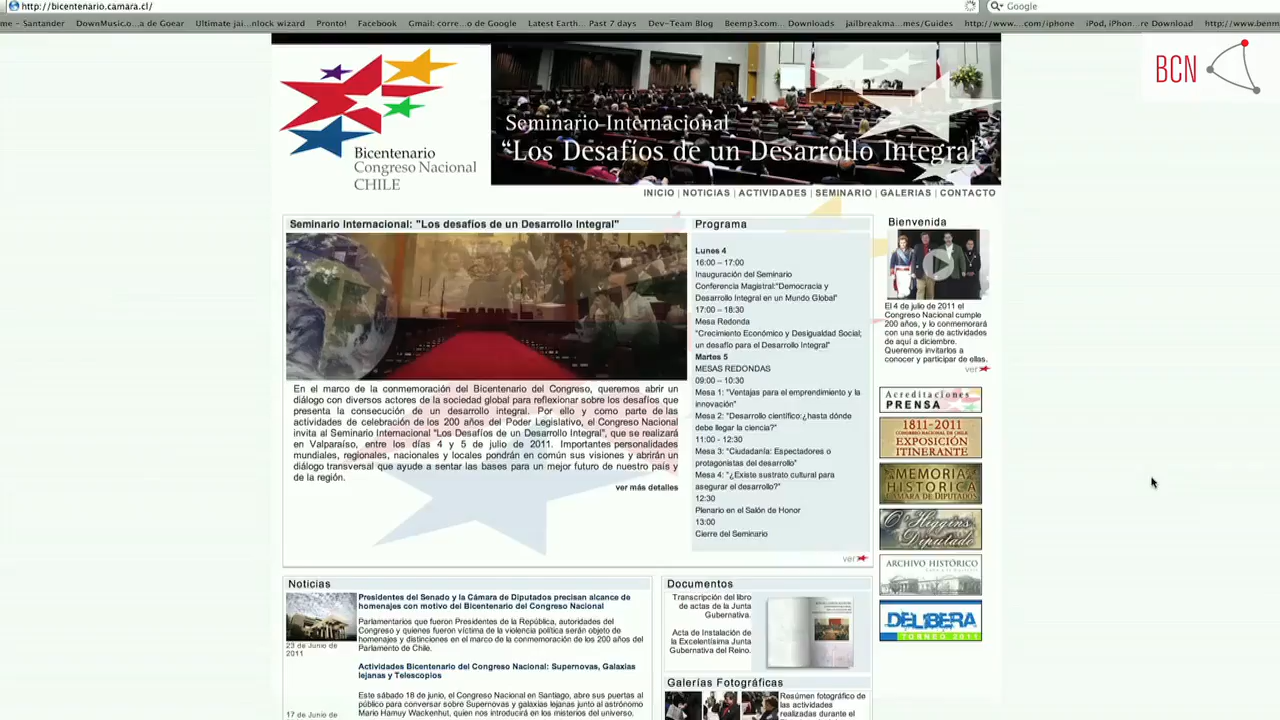 http://bicentenario.camara.cl/
Google
me - Santander
DownMusic.o... a de Goear
Ultimate jai...nlock wizard
Pronto!
Facebook
Gmail: corre...o de Google
Latest Earth... Past 7 days
Dev-Team Blog
Beemp3.com... Downloads
jailbreakma...mes/Guides
http://www....com/iphone
iPod, iPhon...re Download
http://www.benm
BCN
Bicentenario
Congreso Nacional
CHILE
Seminario Internacional
"Los Desafíos de un Desarrollo Integral"
INICIO | NOTICIAS | ACTIVIDADES | SEMINARIO | GALERIAS | CONTACTO
Seminario Internacional: "Los desafíos de un Desarrollo Integral"
En el marco de la conmemoración del Bicentenario del Congreso, queremos abrir un
diálogo con diversos actores de la sociedad global para reflexionar sobre los desafíos que
presenta la consecución de un desarrollo integral. Por ello y como parte de las
actividades de celebración de los 200 años del Poder Legislativo, el Congreso Nacional
invita al Seminario Internacional "Los Desafíos de un Desarrollo Integral", que se realizará
en Valparaíso, entre los días 4 y 5 de julio de 2011. Importantes personalidades
mundiales, regionales, nacionales y locales pondrán en común sus visiones y abrirán un
diálogo transversal que ayude a sentar las bases para un mejor futuro de nuestro país y
de la región.
ver más detalles
Programa
Lunes 4
16:00 – 17:00
Inauguración del Seminario
Conferencia Magistral:"Democracia y
Desarrollo Integral en un Mundo Global"
17:00 – 18:30
Mesa Redonda
"Crecimiento Económico y Desigualdad Social;
un desafío para el Desarrollo Integral"
Martes 5
MESAS REDONDAS
09:00 – 10:30
Mesa 1: "Ventajas para el emprendimiento y la
innovación"
Mesa 2: "Desarrollo científico:¿hasta dónde
debe llegar la ciencia?"
11:00 - 12:30
Mesa 3: "Ciudadanía: Espectadores o
protagonistas del desarrollo"
Mesa 4: "¿Existe sustrato cultural para
asegurar el desarrollo?"
12:30
Plenario en el Salón de Honor
13:00
Cierre del Seminario
ver
Bienvenida
El 4 de julio de 2011 el
Congreso Nacional cumple
200 años, y lo conmemorará
con una serie de actividades
de aquí a diciembre.
Queremos invitarlos a
conocer y participar de ellas.
ver
Acreditaciones
PRENSA
1811-2011
CONGRESO NACIONAL DE CHILE
EXPOSICIÓN
ITINERANTE
MEMORIA
HISTORICA
CAMARA DE DIPUTADOS
O'Higgins
Diputado
ARCHIVO HISTÓRICO
DELIBERA
TORNEO 2011
Noticias
Presidentes del Senado y la Cámara de Diputados precisan alcance de
homenajes con motivo del Bicentenario del Congreso Nacional
Parlamentarios que fueron Presidentes de la República, autoridades del
Congreso y quienes fueron víctima de la violencia política serán objeto de
homenajes y distinciones en el marco de la conmemoración de los 200 años del
Parlamento de Chile.
23 de Junio de
2011
Actividades Bicentenario del Congreso Nacional: Supernovas, Galaxias
lejanas y Telescopios
Este sábado 18 de junio, el Congreso Nacional en Santiago, abre sus puertas al
público para conversar sobre Supernovas y galaxias lejanas junto al astrónomo
Mario Hamuy Wackenhut, quien nos introducirá en los misterios del universo.
17 de Junio de
Documentos
Transcripción del libro
de actas de la Junta
Gubernativa.
Acta de Instalación de
la Excelentísima Junta
Gubernativa del Reino.
Galerías Fotográficas
Resúmen fotográfico de
las actividades
realizadas durante el